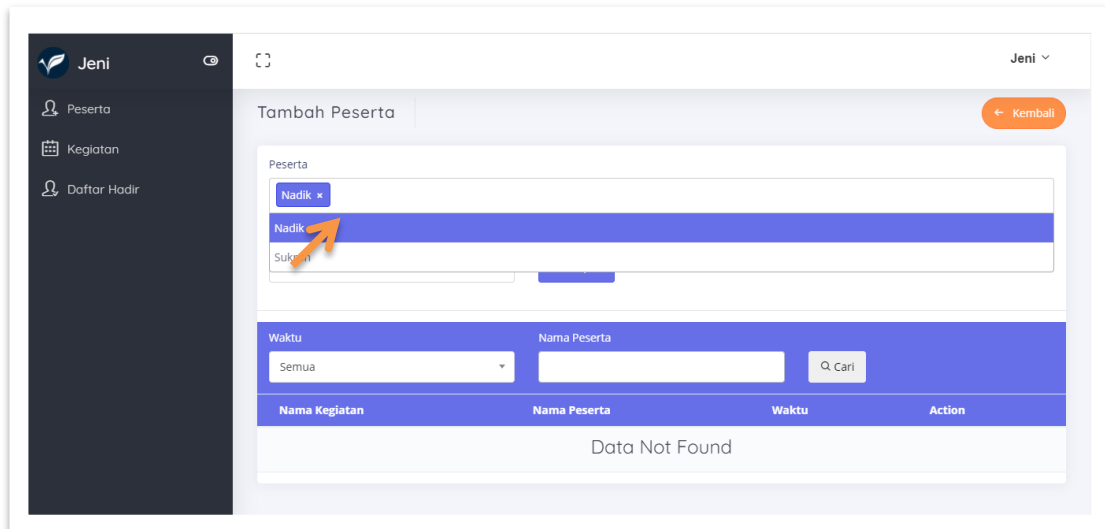 Jeni
Jeni
Peserta
Kegiatan
Daftar Hadir
Tambah Peserta
← Kembali
Peserta
Nadik ×
Nadik
Waktu
Nama Peserta
Semua
Cari
Nama Kegiatan Nama Peserta Waktu Action
Data Not Found